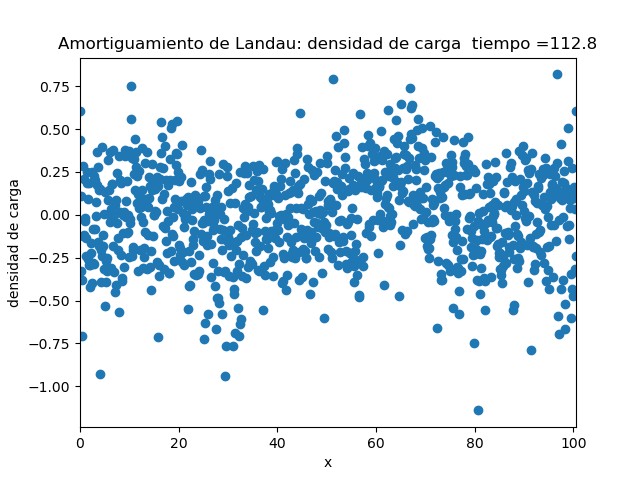 Amortiguamiento de Landau: densidad de carga  tiempo =112.8
0.75
0.50
0.25
0.00
−0.25
−0.50
−0.75
−1.00
densidad de carga
0 20 40 60 80 100
x